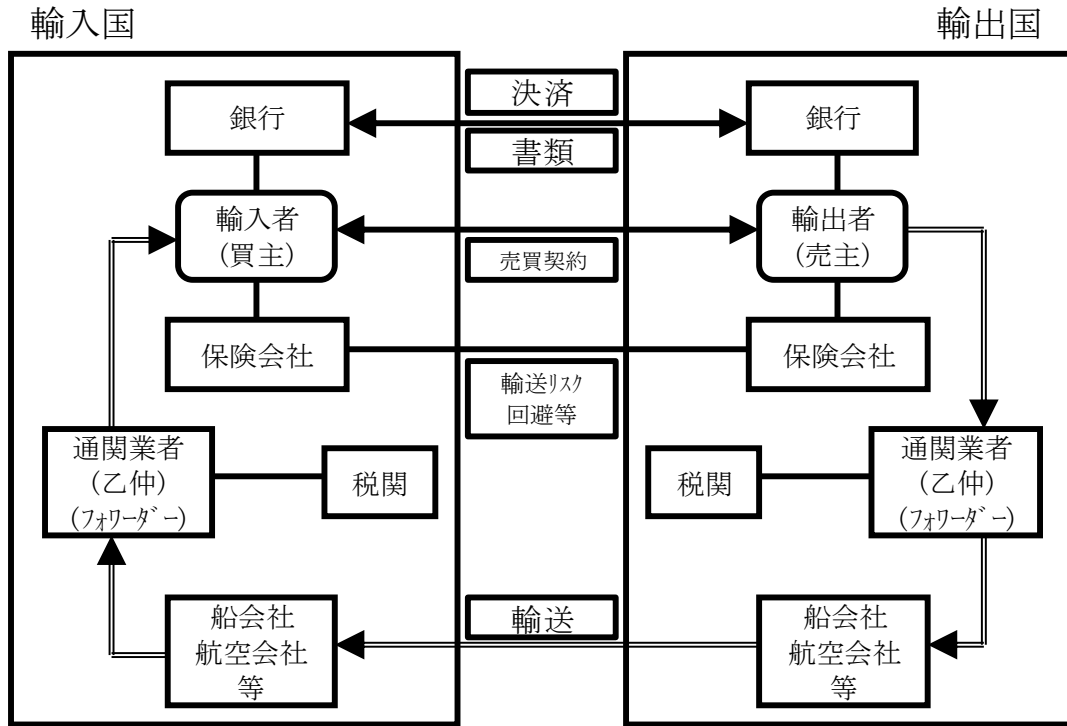 輸入国
輸出国
決済
銀行
銀行
書類
輸入者
(買主)
輸出者
(売主)
売買契約
保険会社
保険会社
輸送ﾘｽｸ
回避等
通関業者
(乙仲)
(ﾌｫﾜｰﾀﾞｰ)
税関
税関
通関業者
(乙仲)
(ﾌｫﾜｰﾀﾞｰ)
輸送
船会社
航空会社
等
船会社
航空会社
等